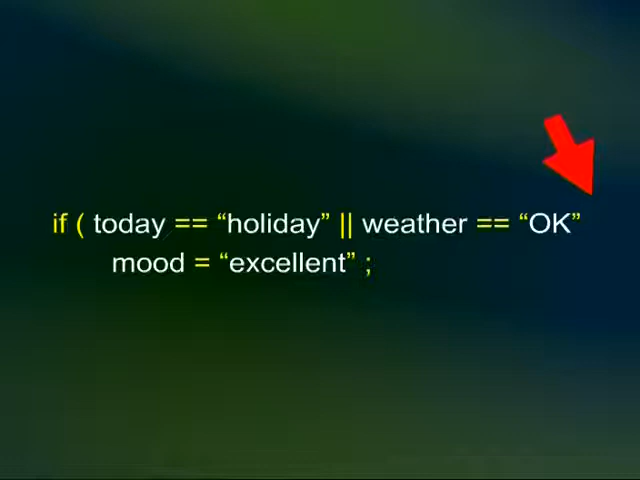 if ( today == “holiday” || weather == “OK”
mood = “excellent” ;